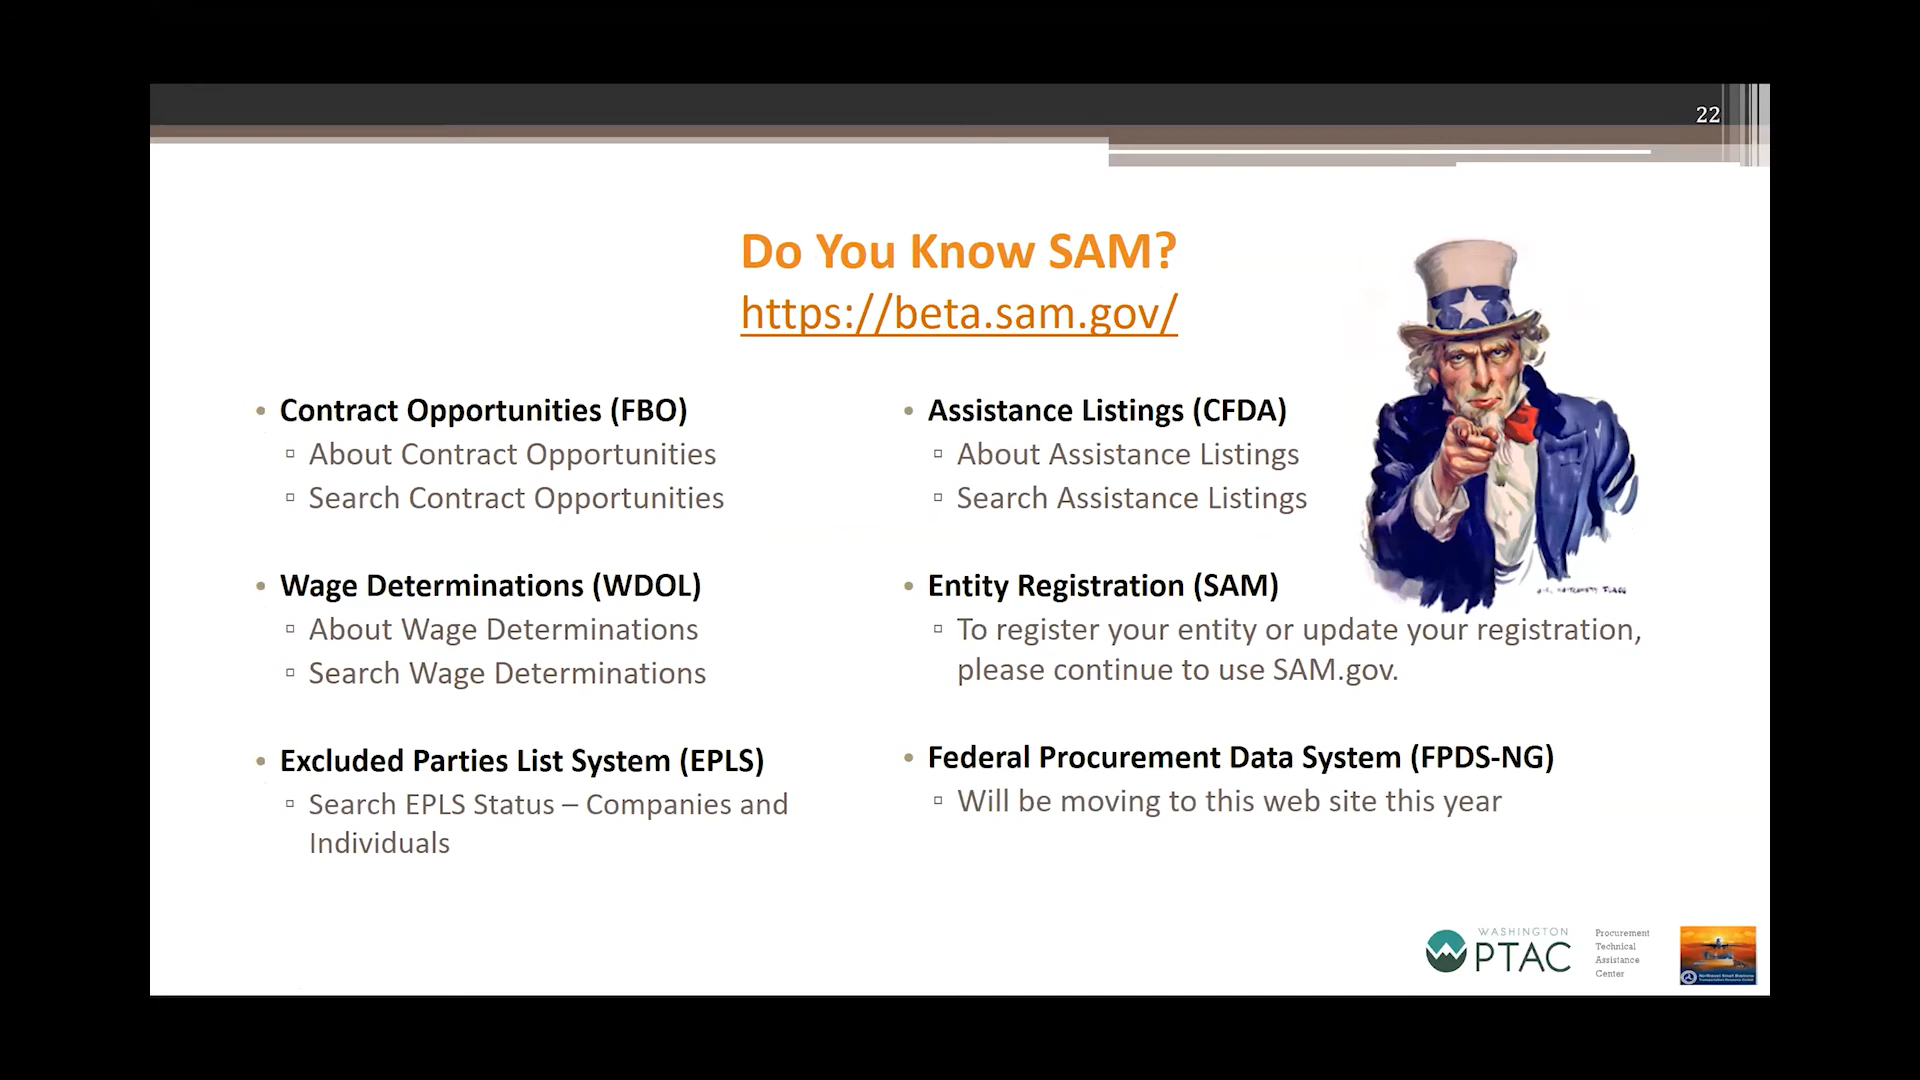 22
Do You Know SAM?
https://beta.sam.gov/
• Contract Opportunities (FBO)
▫ About Contract Opportunities
▫ Search Contract Opportunities
• Wage Determinations (WDOL)
▫ About Wage Determinations
▫ Search Wage Determinations
• Excluded Parties List System (EPLS)
▫ Search EPLS Status – Companies and
Individuals
• Assistance Listings (CFDA)
▫ About Assistance Listings
▫ Search Assistance Listings
• Entity Registration (SAM)
▫ To register your entity or update your registration,
please continue to use SAM.gov.
• Federal Procurement Data System (FPDS-NG)
▫ Will be moving to this web site this year
WASHINGTON
PTAC
Procurement
Technical
Assistance
Center